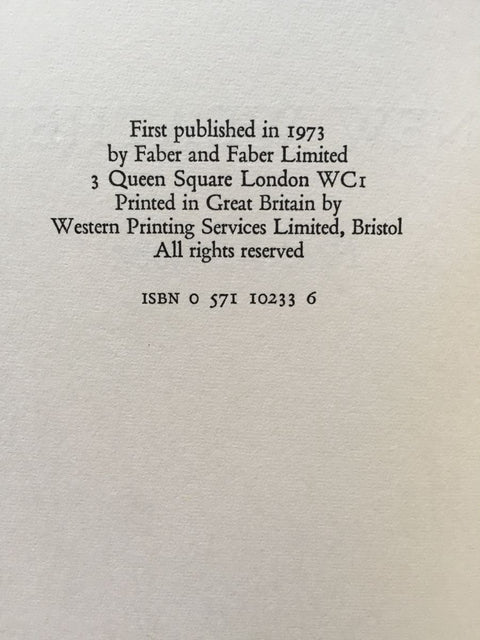 First published in 1973
by Faber and Faber Limited
3 Queen Square London WC1
Printed in Great Britain by
Western Printing Services Limited, Bristol
All rights reserved
ISBN 0 571 10233 6